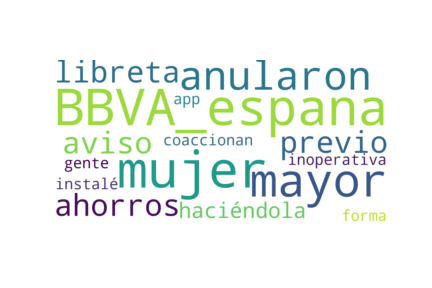 libreta anularon
BBVA_espana
app
aviso coaccionan previo
gente mujer inoperativa
instalé mayor
ahorros haciéndola forma